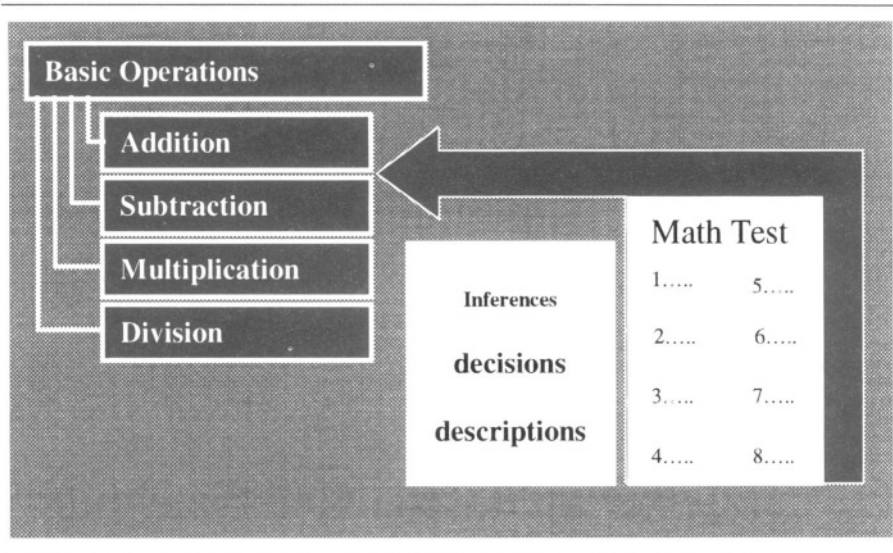 Basic Operations
Addition
Subtraction
Multiplication
Division
Inferences
decisions
descriptions
Math Test
1..... 5.....
2..... 6.....
3..... 7.....
4..... 8.....